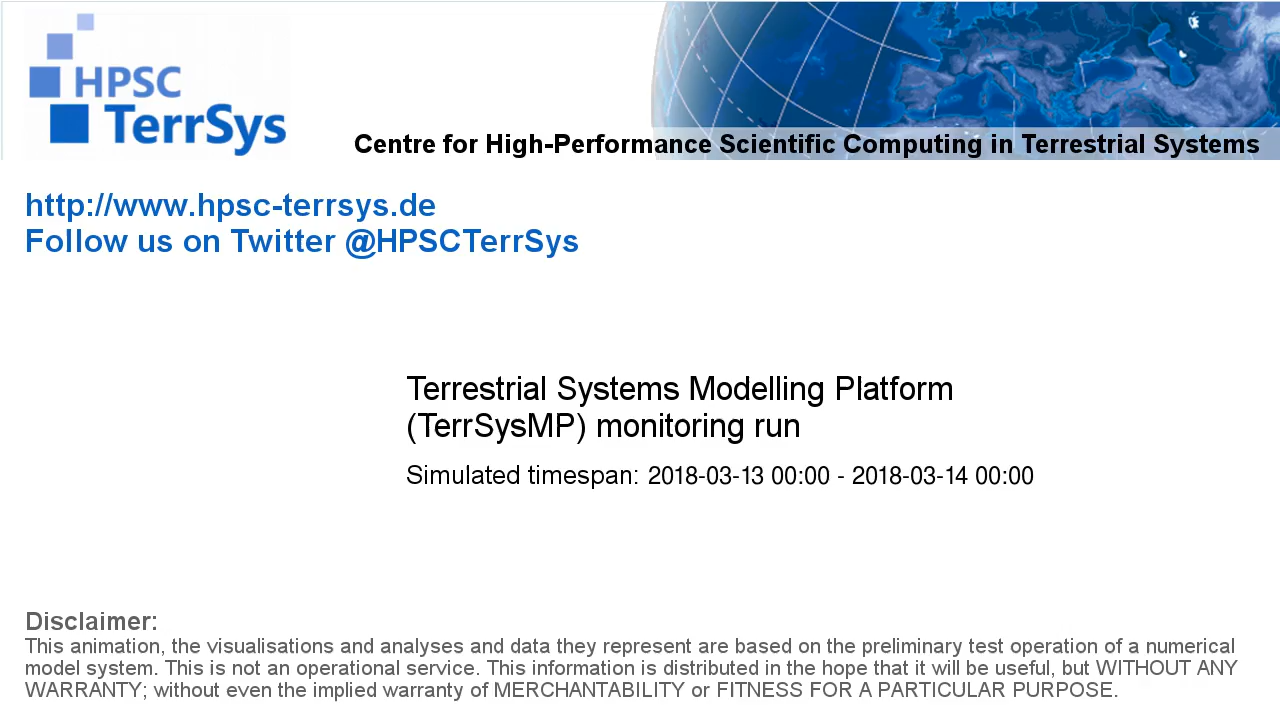 HPSC
TerrSys
Centre for High-Performance Scientific Computing in Terrestrial Systems
http://www.hpsc-terrsys.de
Follow us on Twitter @HPSCTerrSys
Terrestrial Systems Modelling Platform
(TerrSysMP) monitoring run
Simulated timespan: 2018-03-13 00:00 - 2018-03-14 00:00
Disclaimer:
This animation, the visualisations and analyses and data they represent are based on the preliminary test operation of a numerical
model system. This is not an operational service. This information is distributed in the hope that it will be useful, but WITHOUT ANY
WARRANTY; without even the implied warranty of MERCHANTABILITY or FITNESS FOR A PARTICULAR PURPOSE.